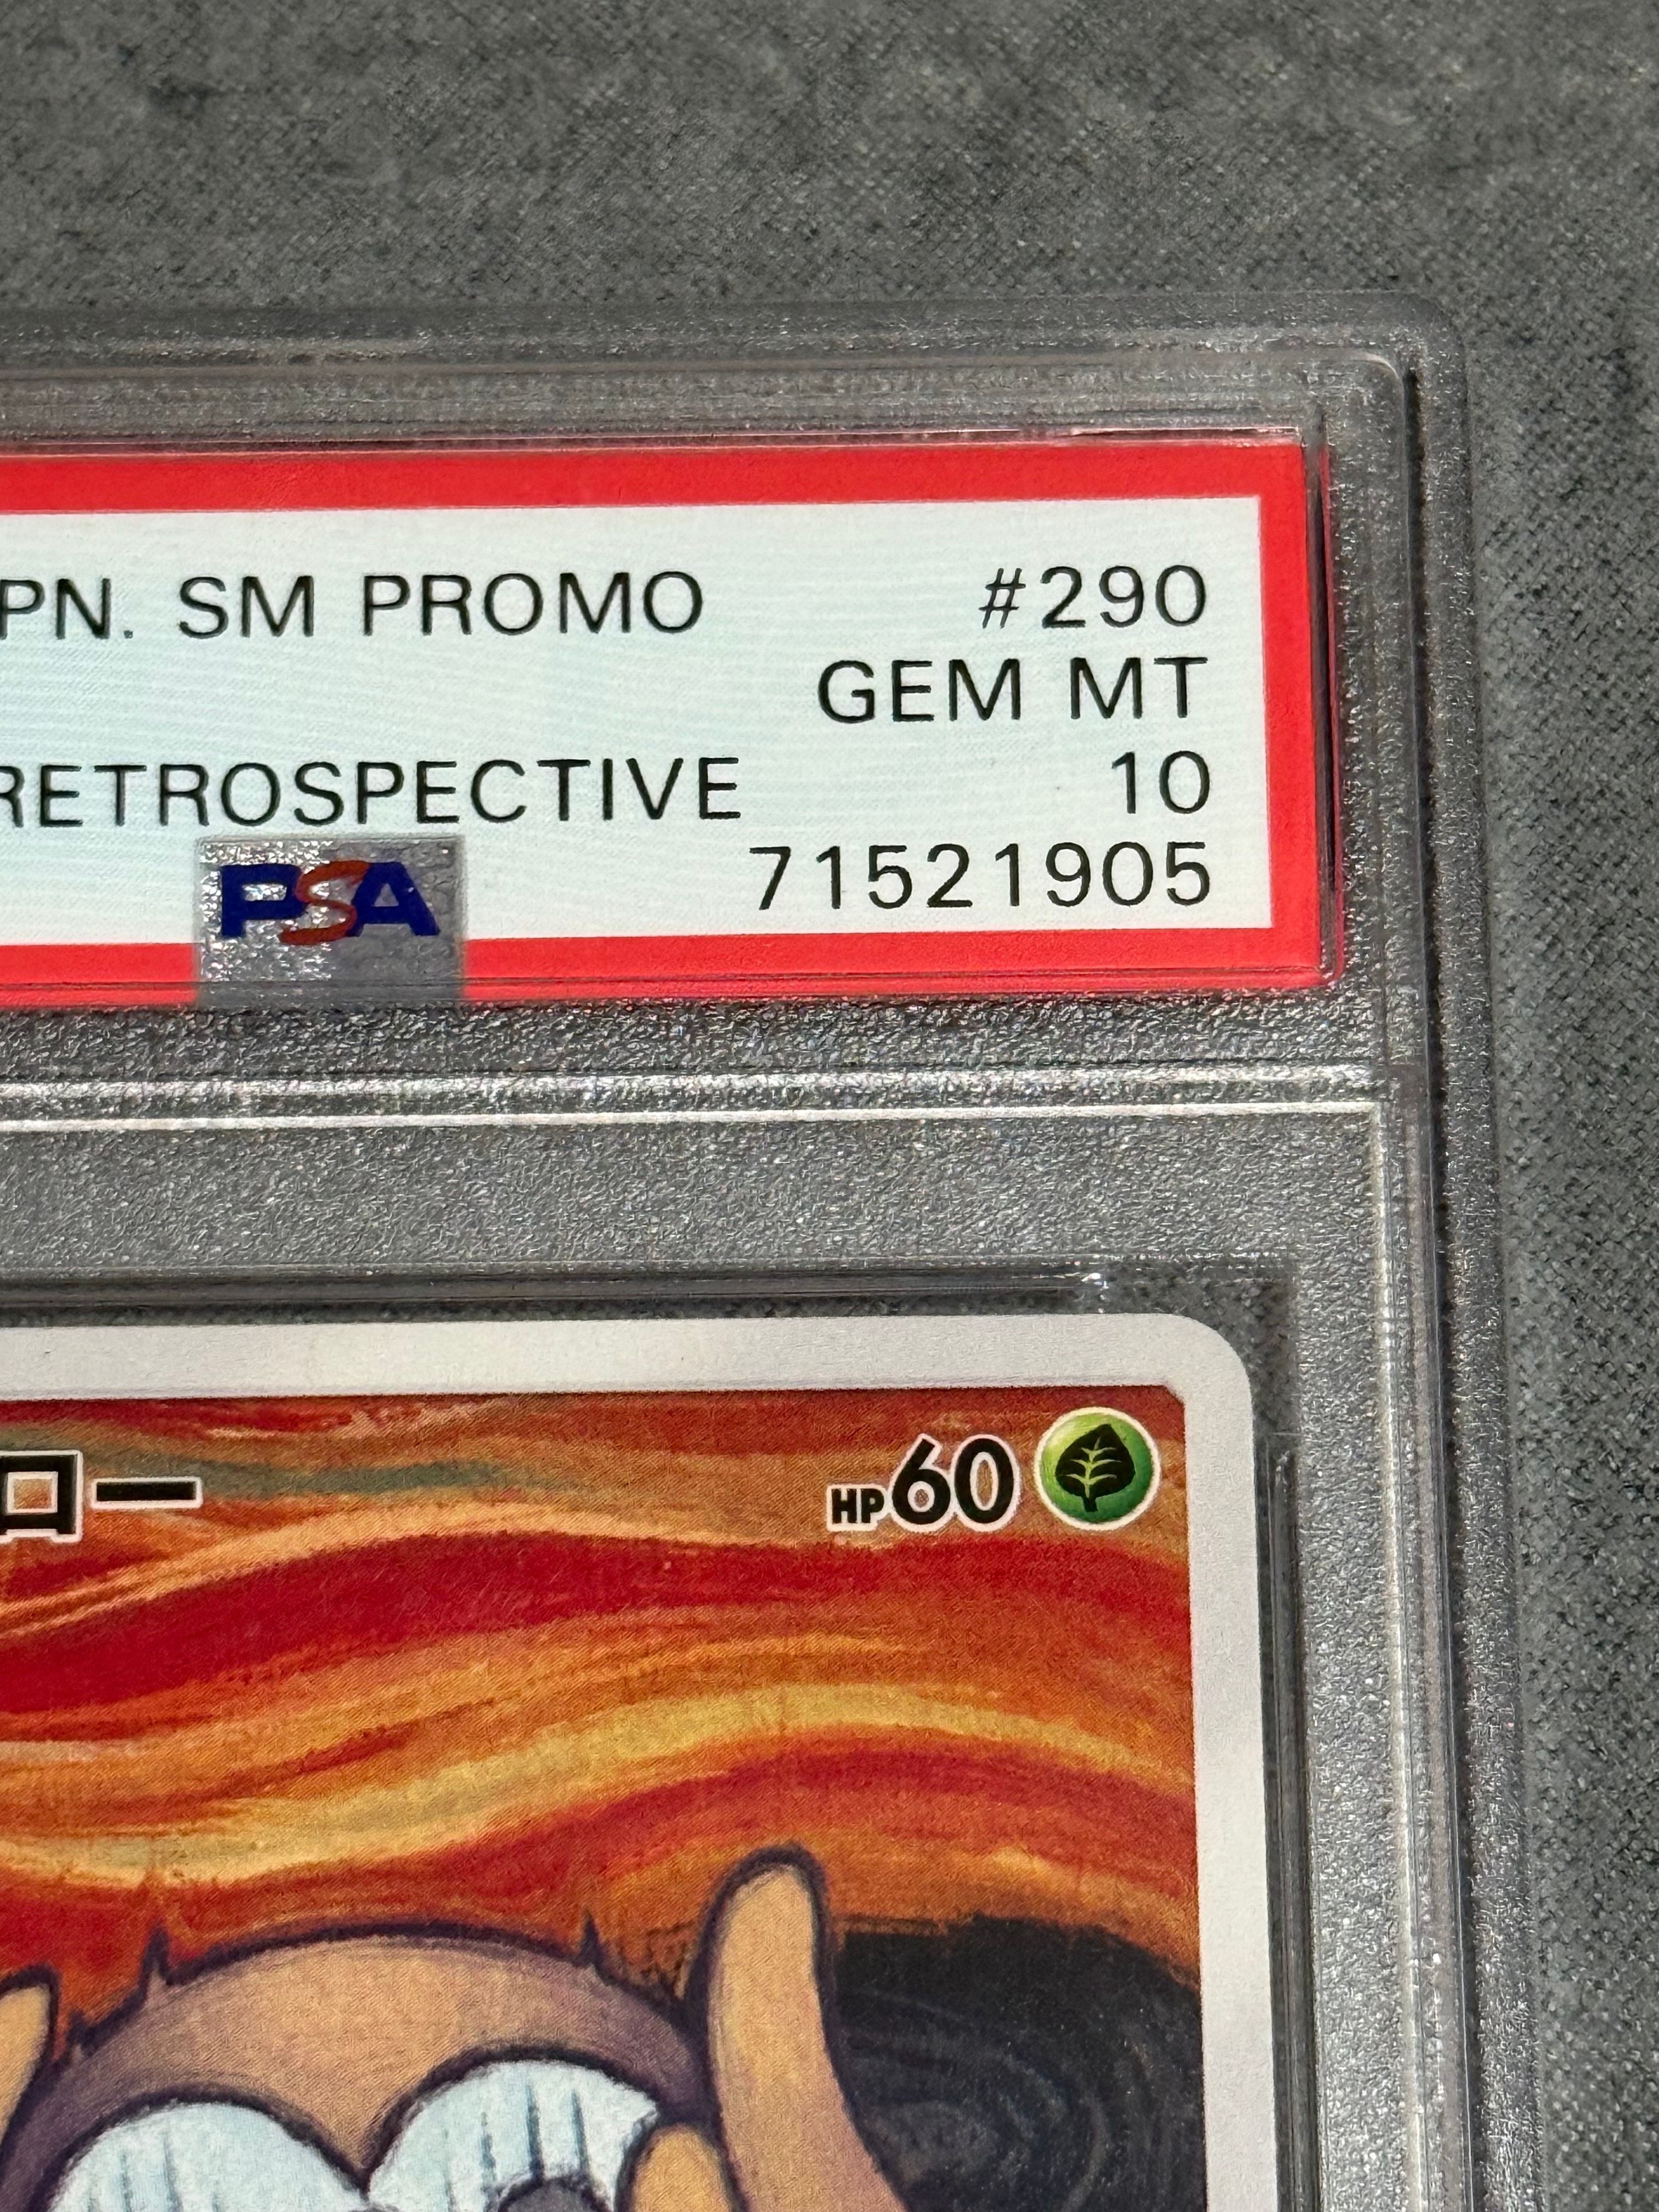 PN. SM PROMO #290
GEM MT
RETROSPECTIVE 10
PSA 71521905
ロー HP60